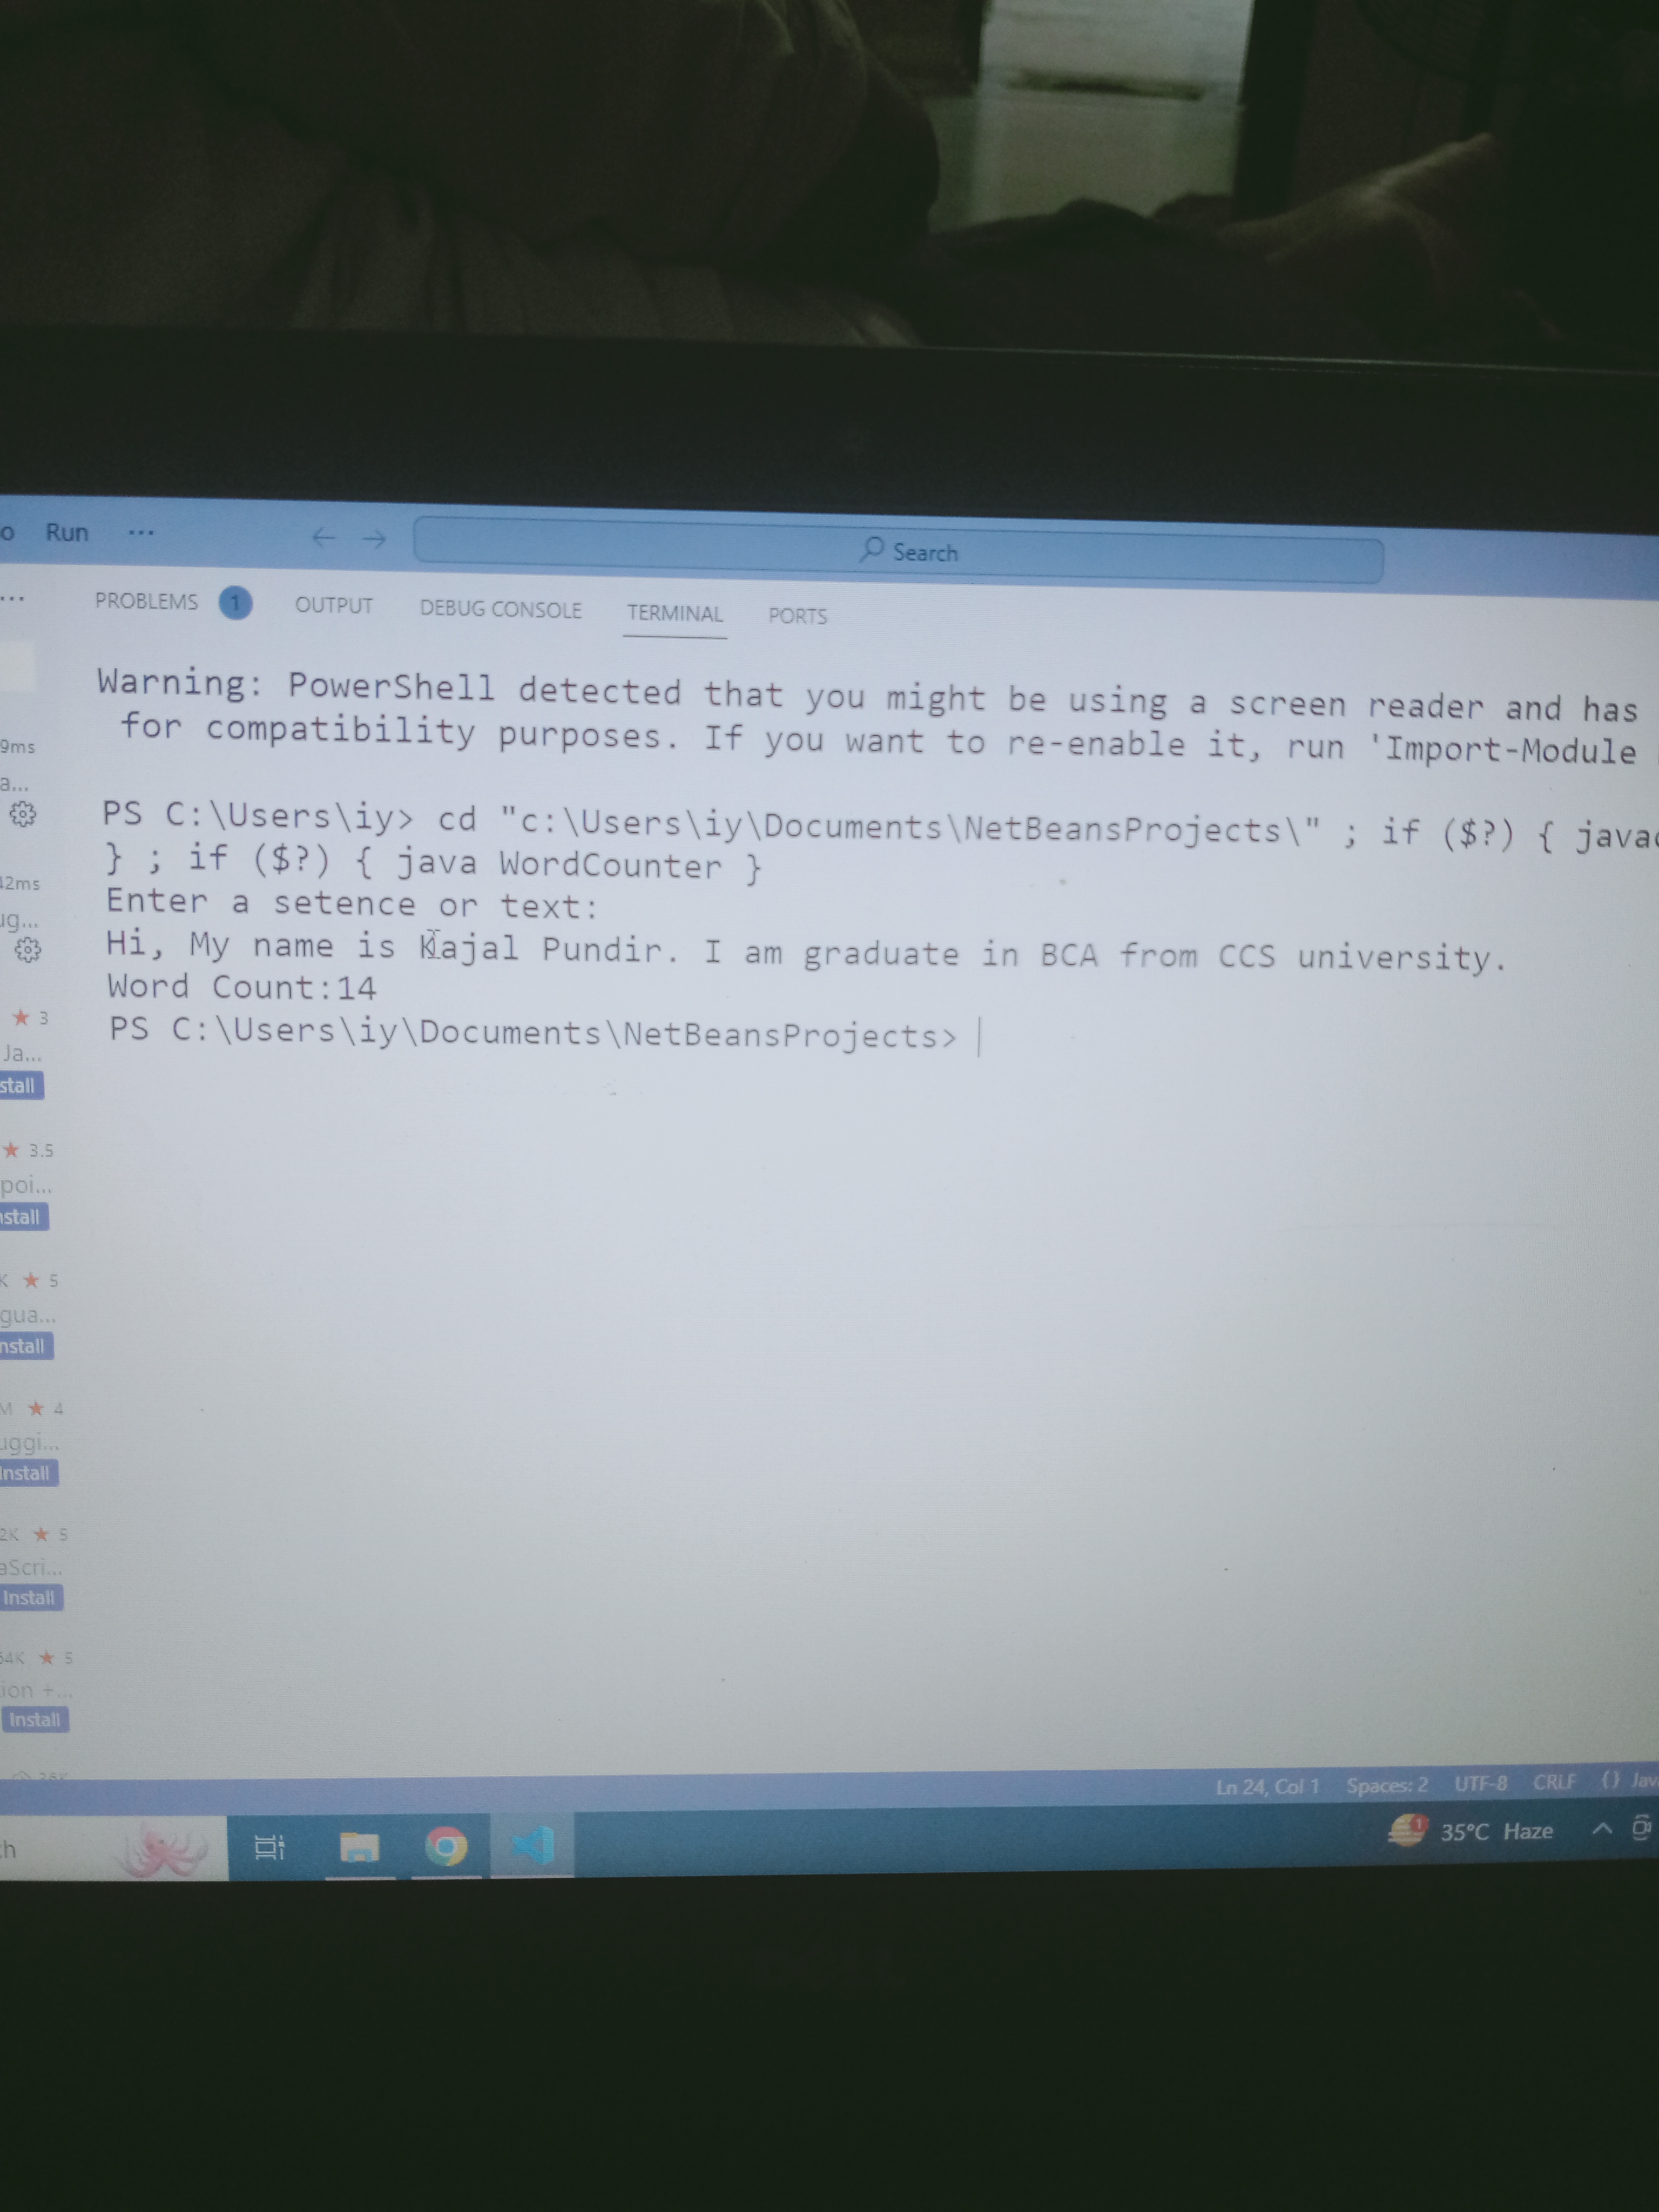 Run ...
Search
PROBLEMS 1 OUTPUT DEBUG CONSOLE TERMINAL PORTS
Warning: PowerShell detected that you might be using a screen reader and has
for compatibility purposes. If you want to re-enable it, run 'Import-Module
PS C:\Users\iy> cd "c:\Users\iy\Documents\NetBeansProjects\" ; if ($?) { javac
} ; if ($?) { java WordCounter }
Enter a setence or text:
Hi, My name is Kajal Pundir. I am graduate in BCA from CCS university.
Word Count:14
PS C:\Users\iy\Documents\NetBeansProjects>
9ms
a...
42ms
ug...
★ 3
Ja...
stall
★ 3.5
poi...
nstall
K ★ 5
gua...
nstall
M ★ 4
uggi...
Install
2K ★ 5
aScri...
Install
54K ★ 5
ion +...
Install
Ln 24, Col 1 Spaces: 2 UTF-8 CRLF {} Jav
1 35°C Haze